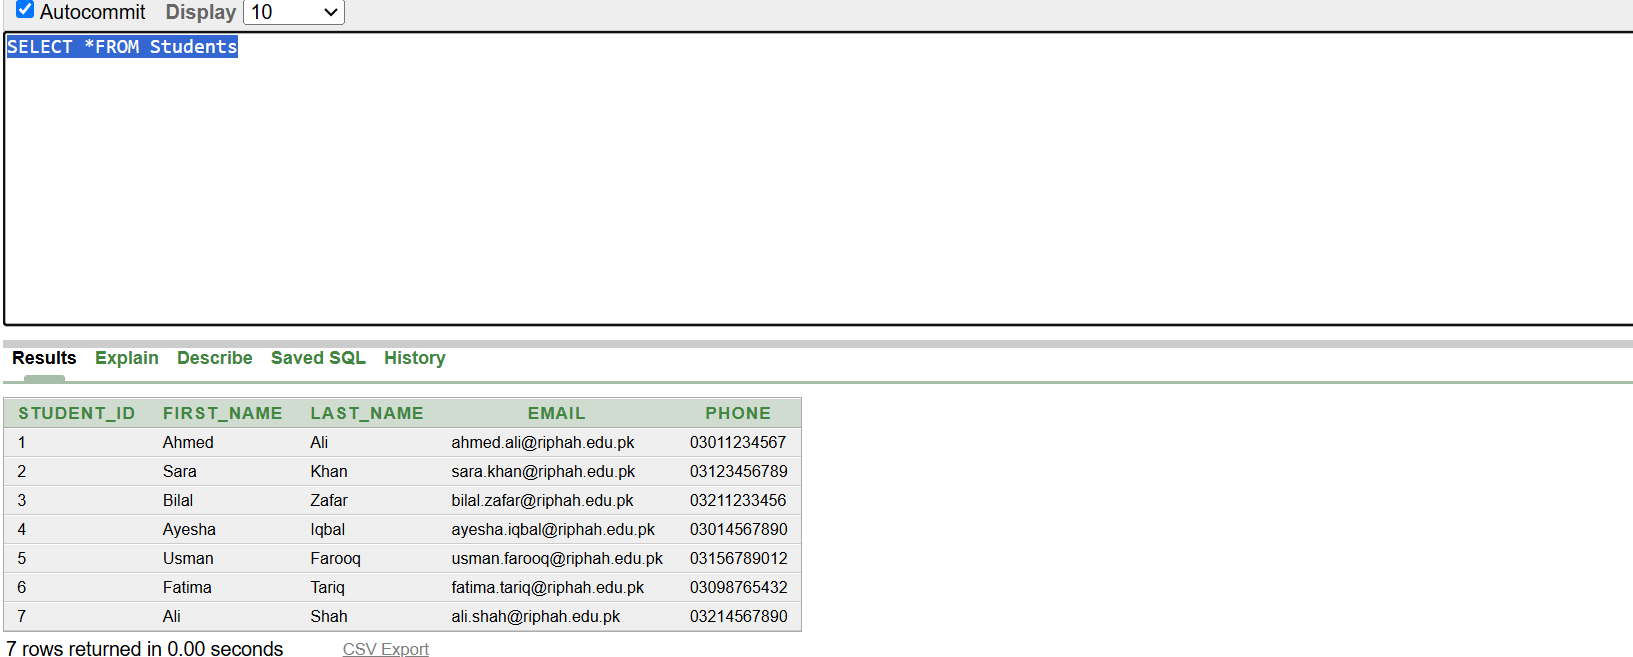 Autocommit Display 10
SELECT *FROM Students
Results Explain Describe Saved SQL History
STUDENT_ID FIRST_NAME LAST_NAME EMAIL PHONE
1 Ahmed Ali ahmed.ali@riphah.edu.pk 03011234567
2 Sara Khan sara.khan@riphah.edu.pk 03123456789
3 Bilal Zafar bilal.zafar@riphah.edu.pk 03211233456
4 Ayesha Iqbal ayesha.iqbal@riphah.edu.pk 03014567890
5 Usman Farooq usman.farooq@riphah.edu.pk 03156789012
6 Fatima Tariq fatima.tariq@riphah.edu.pk 03098765432
7 Ali Shah ali.shah@riphah.edu.pk 03214567890
7 rows returned in 0.00 seconds CSV Export